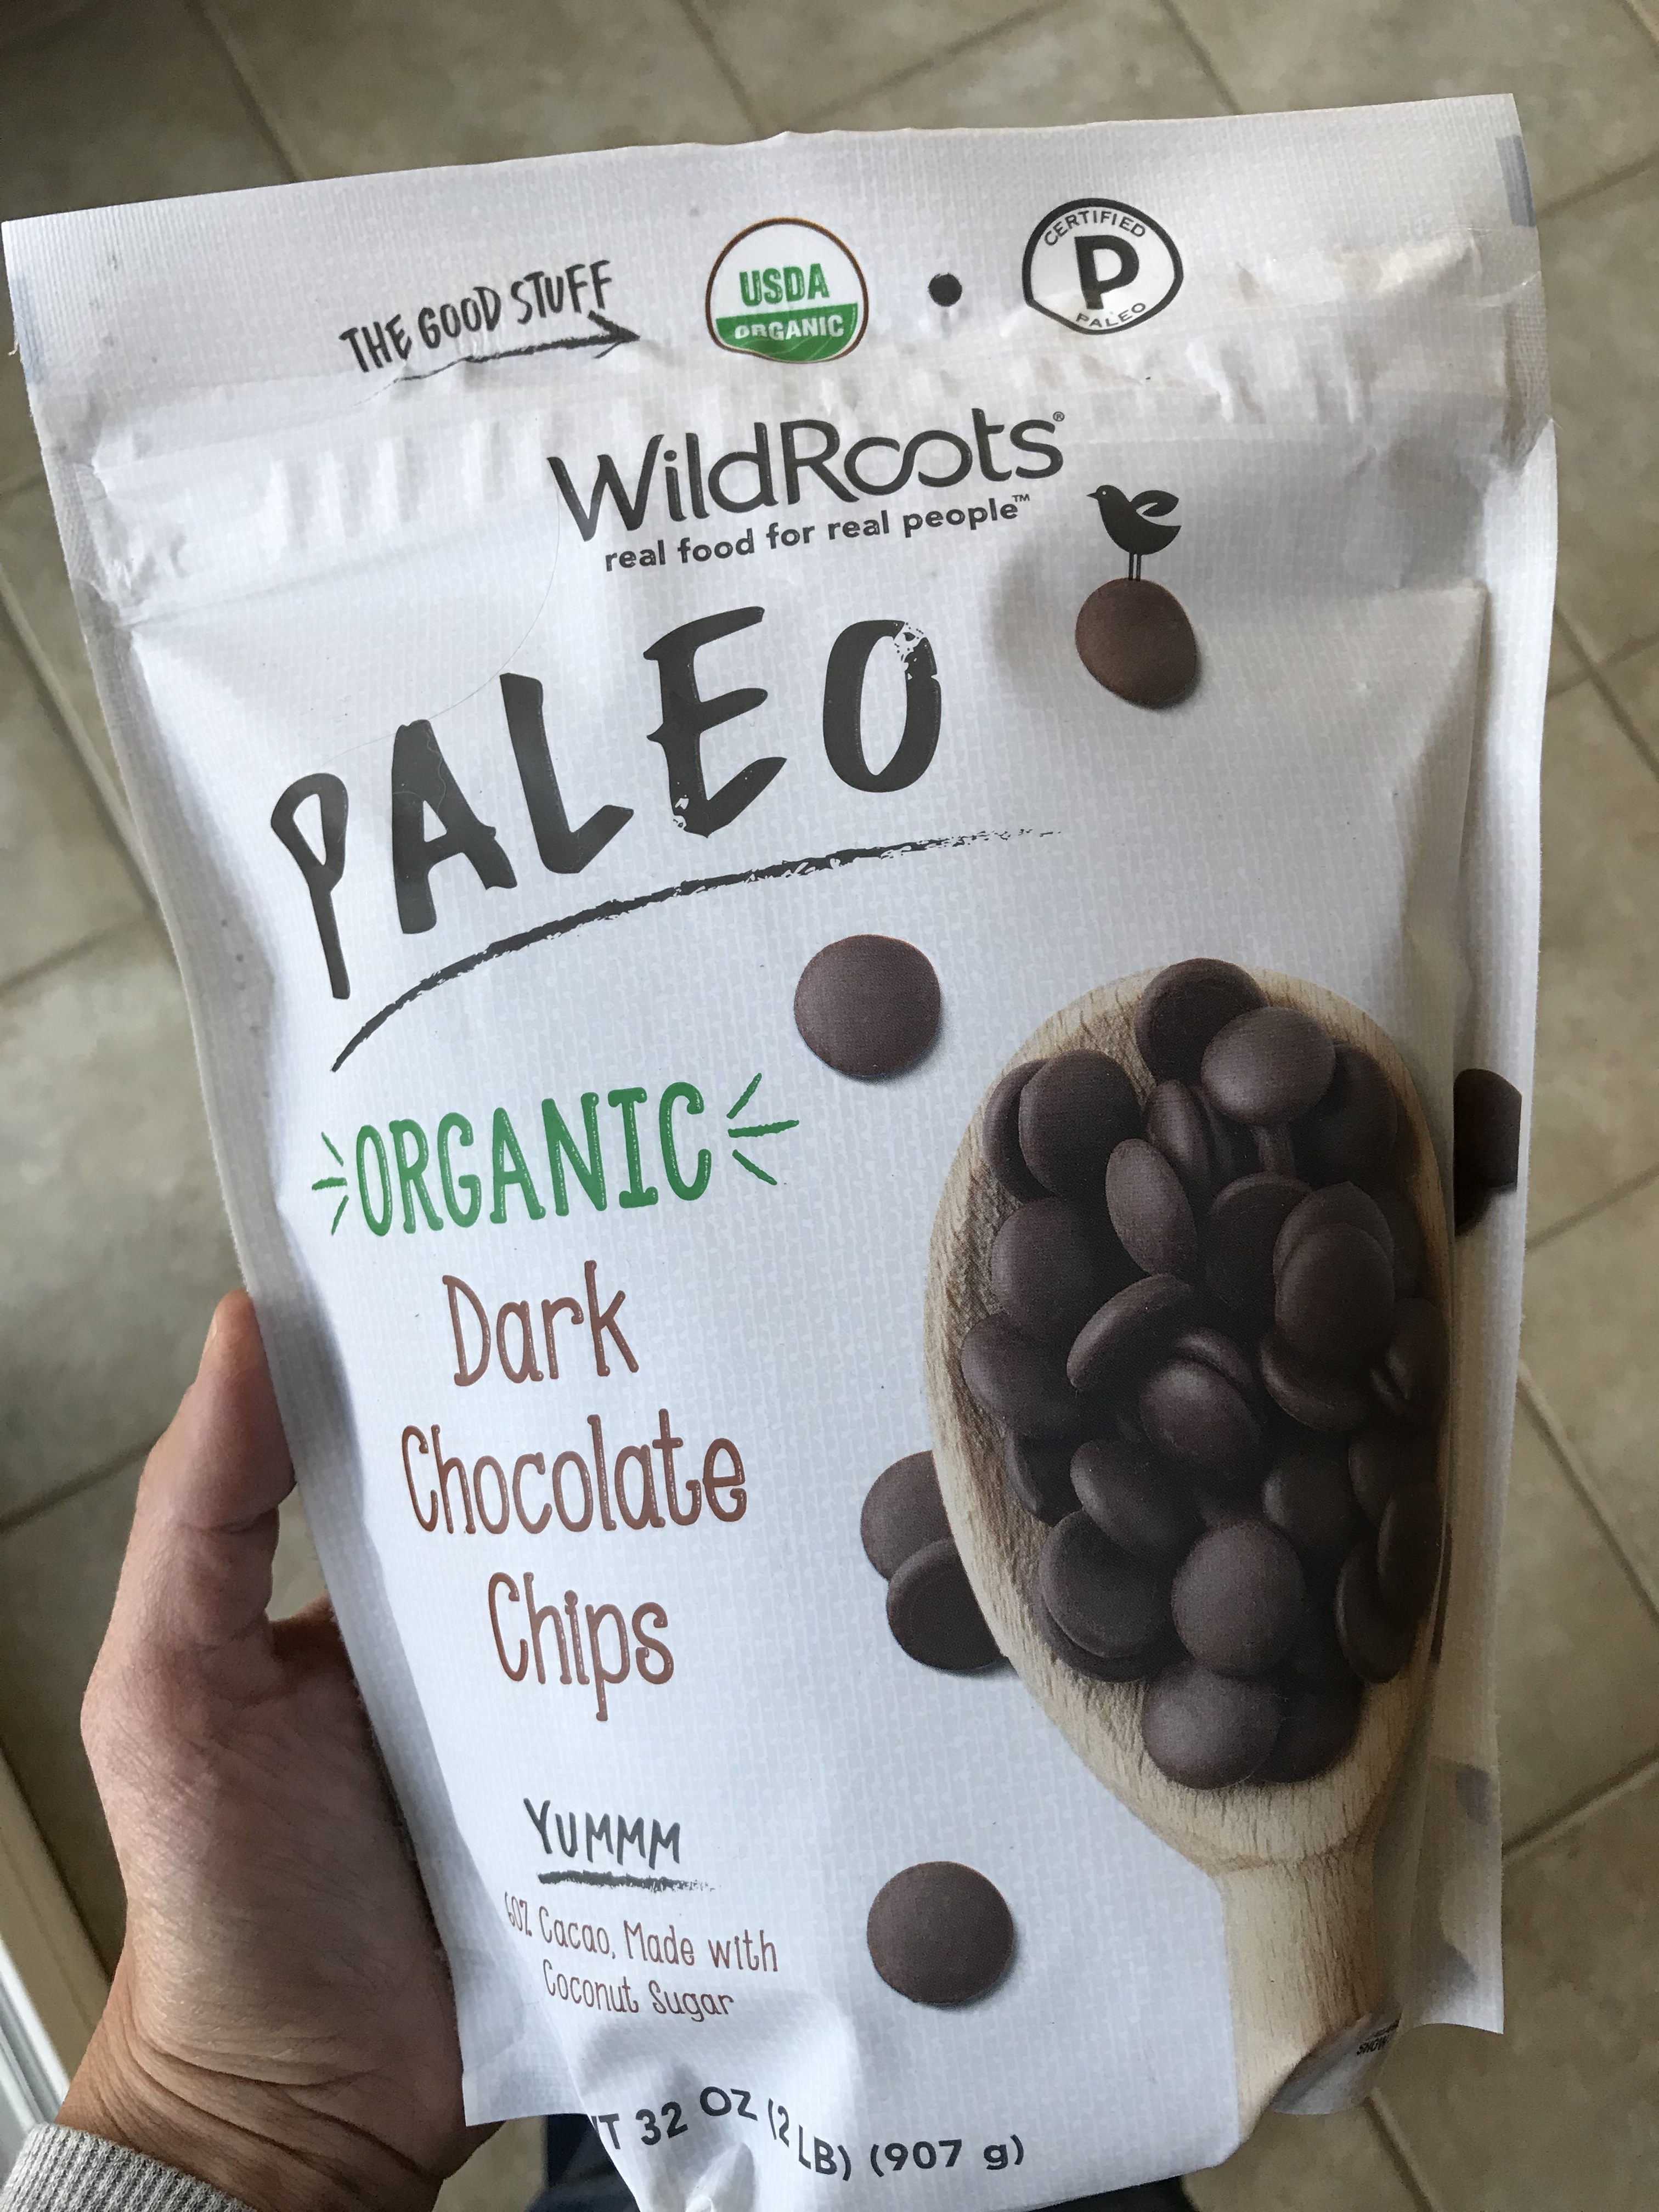 THE GOOD STUFF
USDA
ORGANIC
CERTIFIED
P
PALEO
WildRoots®
real food for real people™
PALEO
ORGANIC
Dark
Chocolate
Chips
YUMMM
60% Cacao, Made with
Coconut Sugar
32 OZ (2 LB) (907 g)